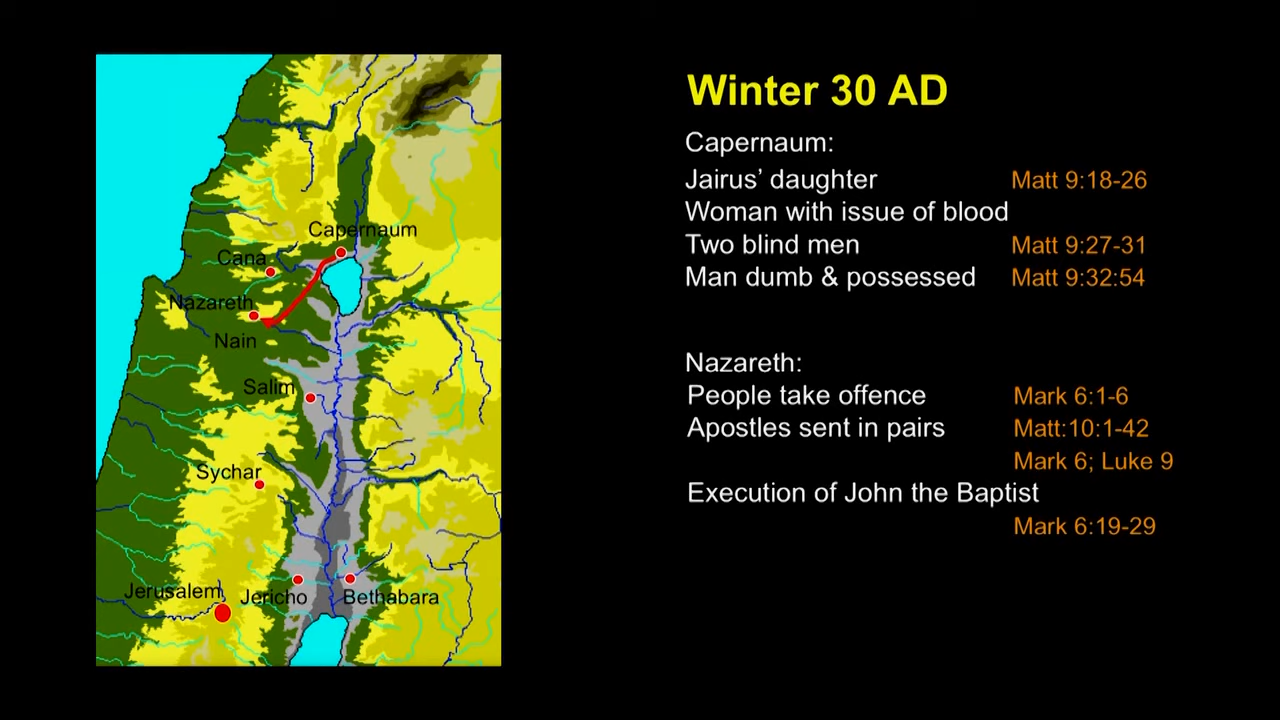 Winter 30 AD
Capernaum:
Jairus’ daughter Matt 9:18-26
Woman with issue of blood
Two blind men Matt 9:27-31
Man dumb & possessed Matt 9:32:54
Nazareth:
People take offence Mark 6:1-6
Apostles sent in pairs Matt:10:1-42
Mark 6; Luke 9
Execution of John the Baptist
Mark 6:19-29
Capernaum
Cana
Nazareth
Nain
Salim
Sychar
Jerusalem
Jericho
Bethabara